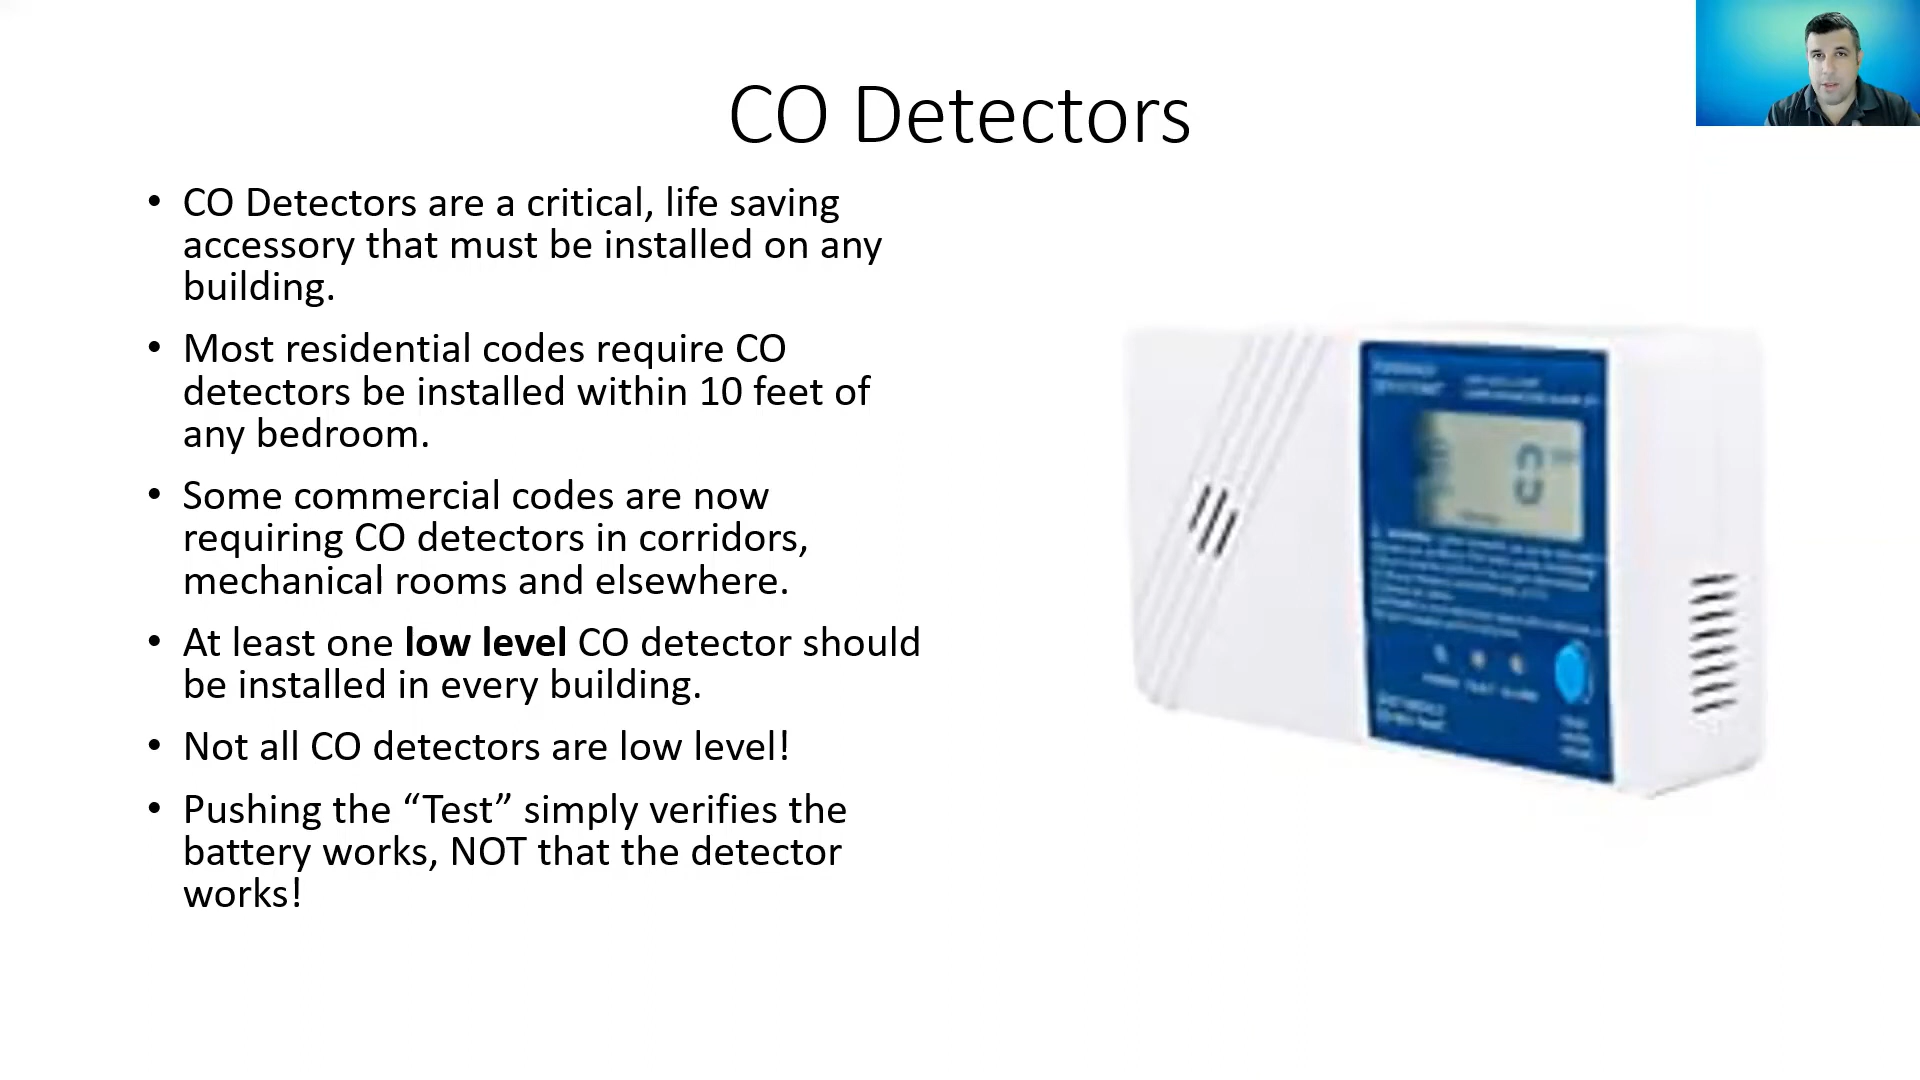 CO Detectors
• CO Detectors are a critical, life saving
accessory that must be installed on any
building.
• Most residential codes require CO
detectors be installed within 10 feet of
any bedroom.
• Some commercial codes are now
requiring CO detectors in corridors,
mechanical rooms and elsewhere.
• At least one low level CO detector should
be installed in every building.
• Not all CO detectors are low level!
• Pushing the “Test” simply verifies the
battery works, NOT that the detector
works!
0